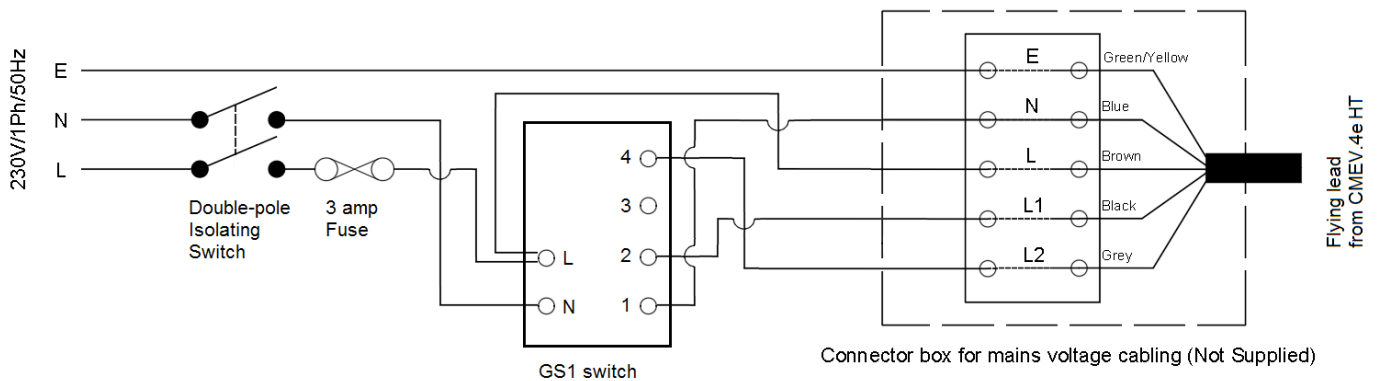 230V/1Ph/50Hz
E
N
L
Double-pole
Isolating
Switch
3 amp
Fuse
4
3
2
1
L
N
GS1 switch
E
N
L
L1
L2
Green/Yellow
Blue
Brown
Black
Grey
Flying lead
from CMEV.4e HT
Connector box for mains voltage cabling (Not Supplied)